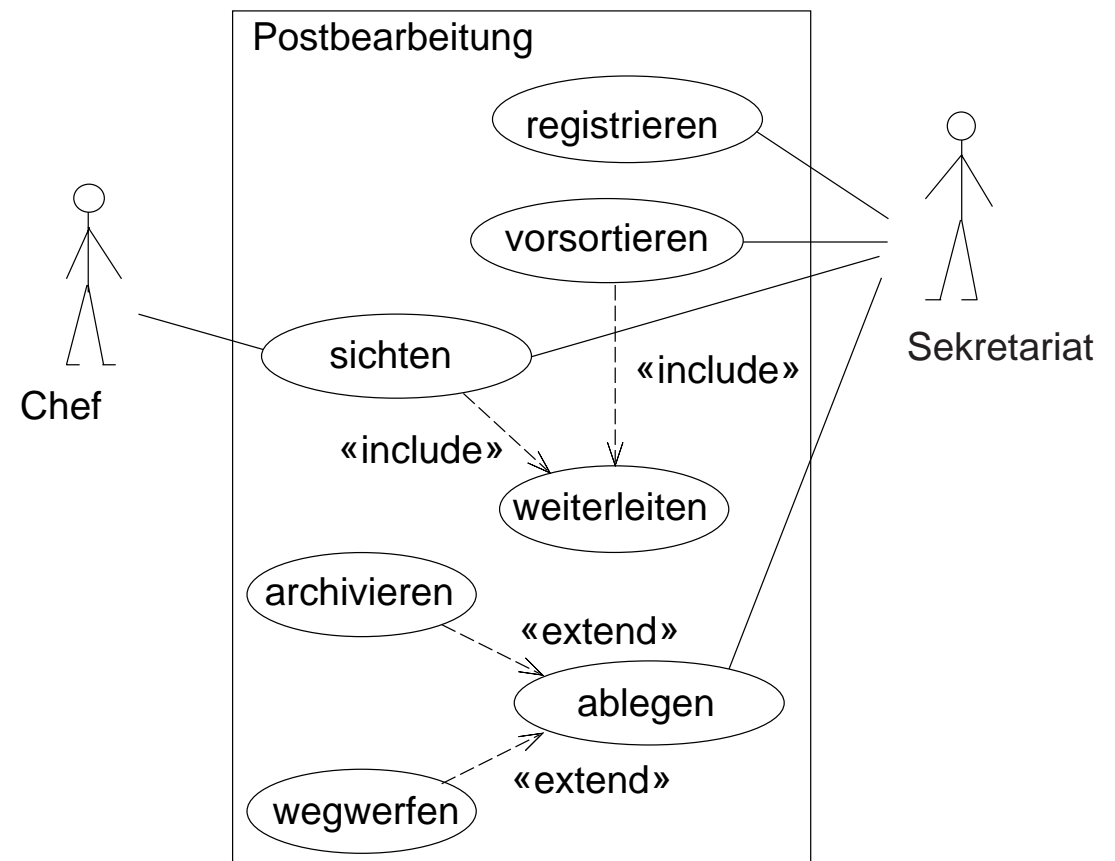 Postbearbeitung
registrieren
vorsortieren
sichten
«include»
Sekretariat
Chef
«include»
weiterleiten
archivieren
«extend»
ablegen
«extend»
wegwerfen